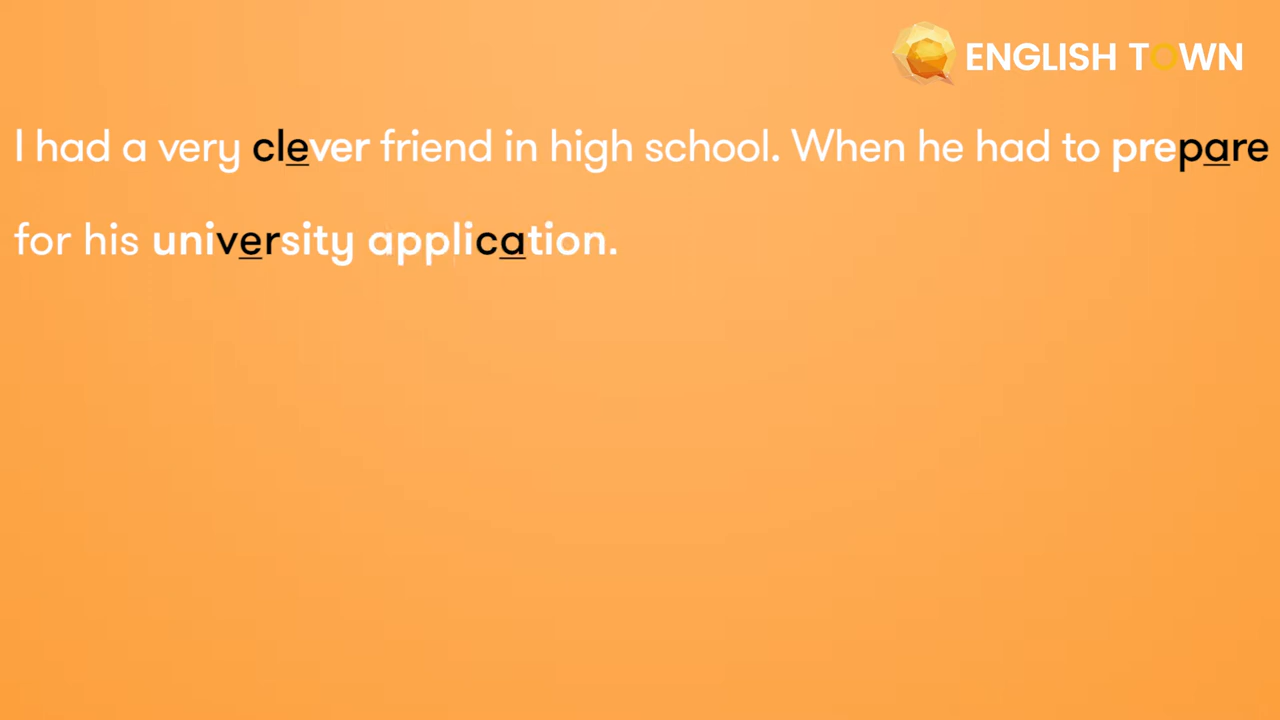 ENGLISH TOWN
I had a very clever friend in high school. When he had to prepare
for his university application.